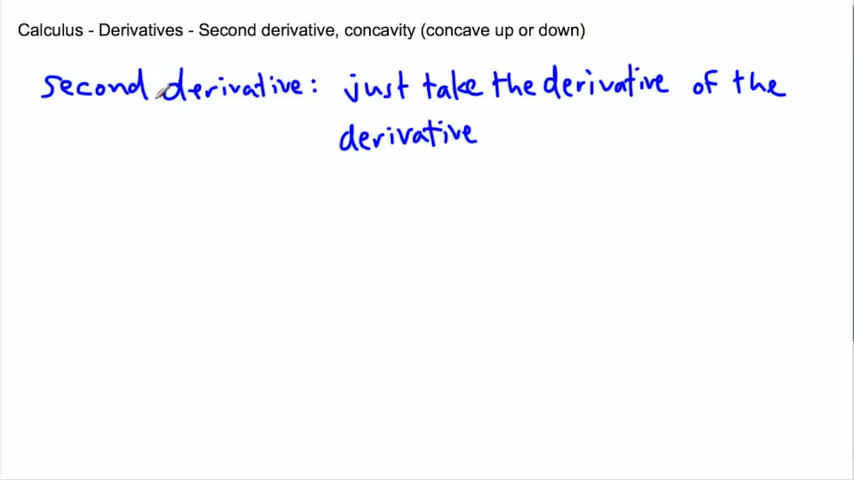 Calculus - Derivatives - Second derivative, concavity (concave up or down)
second derivative: just take the derivative of the
derivative